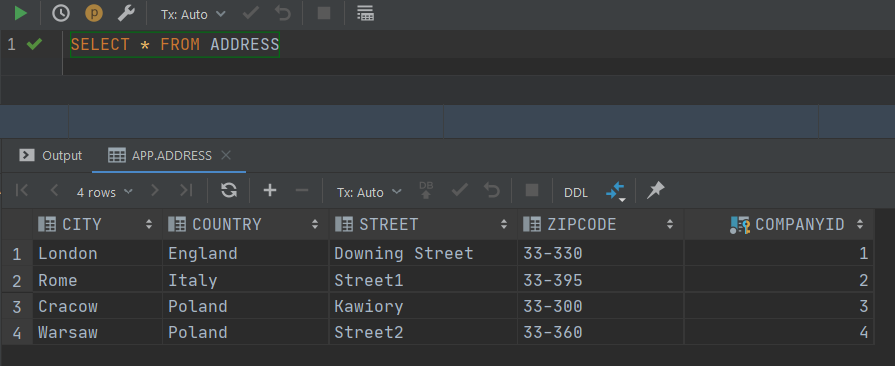 Tx: Auto
1 SELECT * FROM ADDRESS
Output APP.ADDRESS
4 rows Tx: Auto DB DDL
CITY COUNTRY STREET ZIPCODE COMPANYID
1 London England Downing Street 33-330 1
2 Rome Italy Street1 33-395 2
3 Cracow Poland Kawiory 33-300 3
4 Warsaw Poland Street2 33-360 4